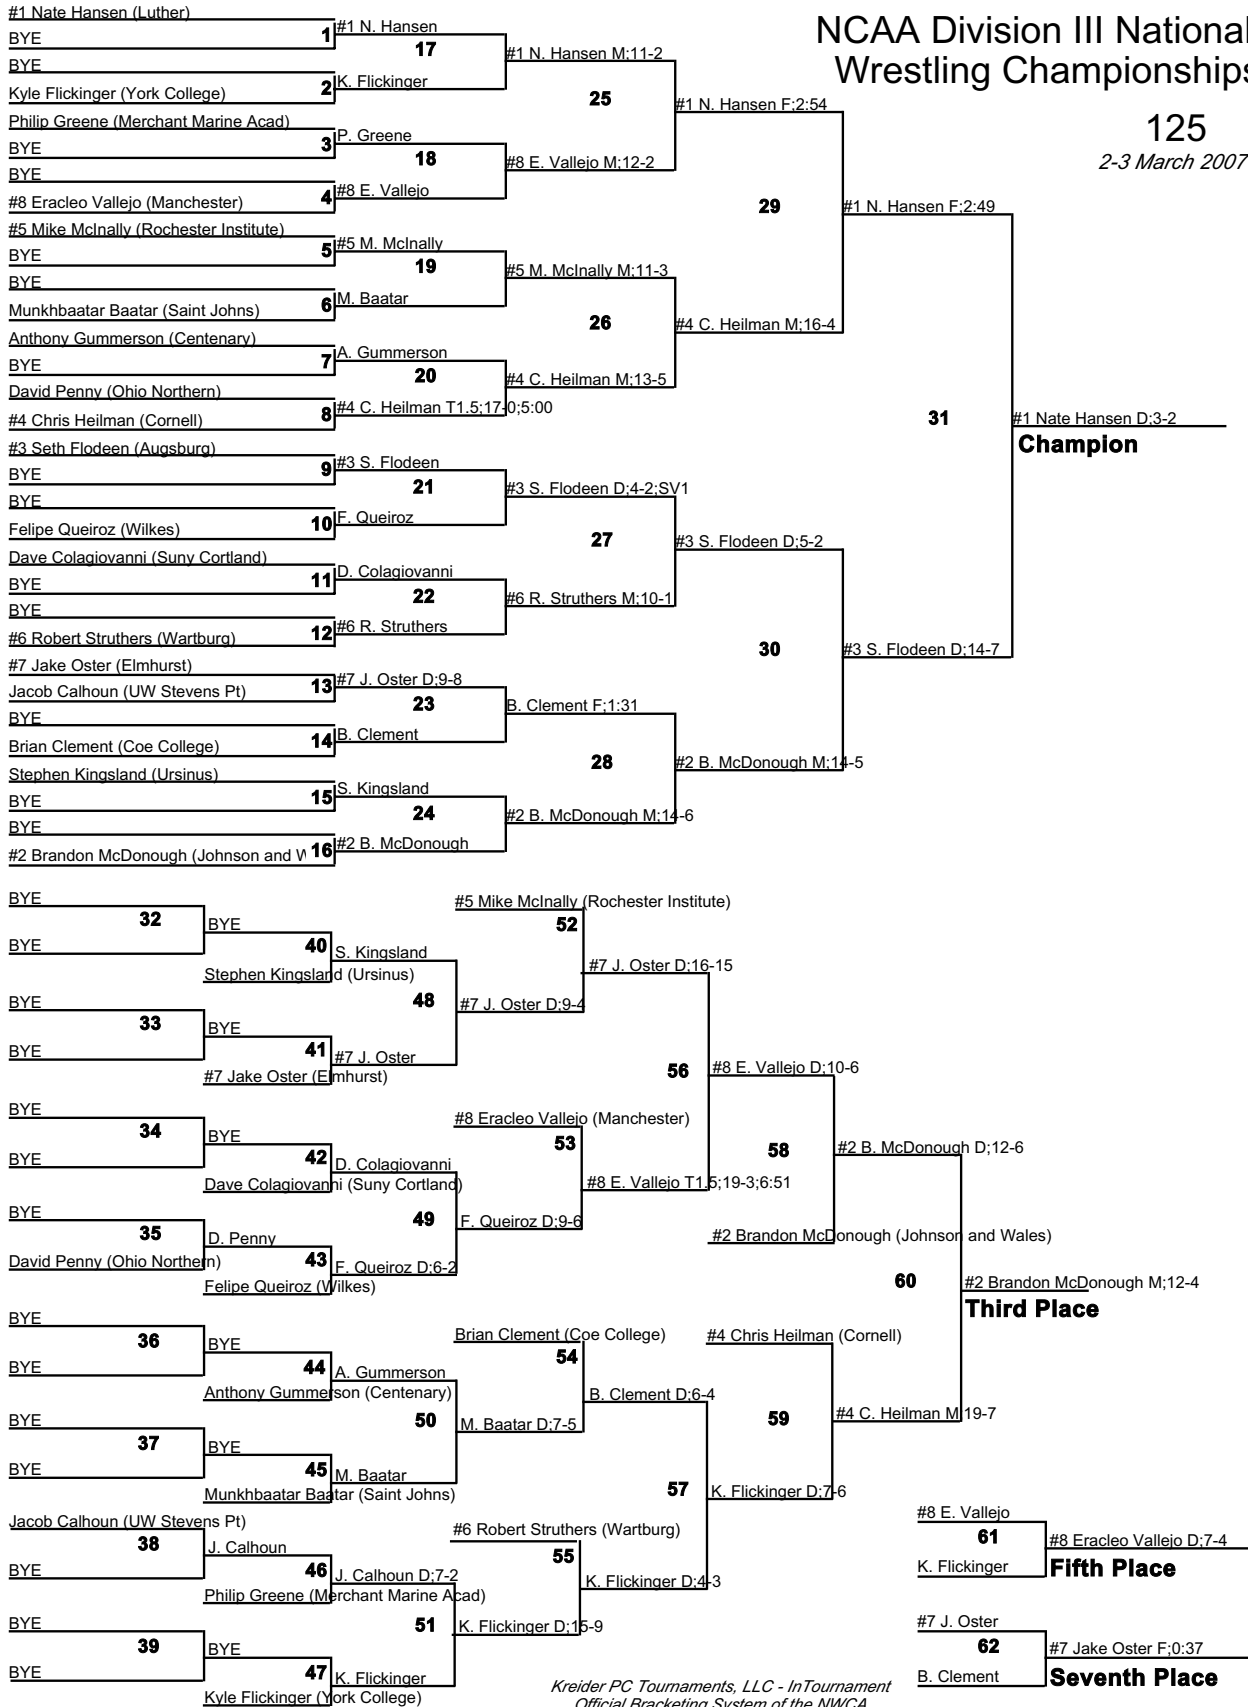 NCAA Division III National
Wrestling Championships
125
2-3 March 2007
#1 Nate Hansen (Luther)
BYE
1
BYE
Kyle Flickinger (York College)
2
Philip Greene (Merchant Marine Acad)
BYE
3
BYE
#8 Eracleo Vallejo (Manchester)
4
#5 Mike McInally (Rochester Institute)
BYE
5
BYE
Munkhbaatar Baatar (Saint Johns)
6
Anthony Gummerson (Centenary)
BYE
7
David Penny (Ohio Northern)
#4 Chris Heilman (Cornell)
8
#3 Seth Flodeen (Augsburg)
BYE
9
BYE
Felipe Queiroz (Wilkes)
10
Dave Colagiovanni (Suny Cortland)
BYE
11
BYE
#6 Robert Struthers (Wartburg)
12
#7 Jake Oster (Elmhurst)
Jacob Calhoun (UW Stevens Pt)
13
BYE
Brian Clement (Coe College)
14
Stephen Kingsland (Ursinus)
BYE
15
BYE
#2 Brandon McDonough (Johnson and W
16
#1 N. Hansen
17
K. Flickinger
P. Greene
18
#8 E. Vallejo
#5 M. McInally
19
M. Baatar
A. Gummerson
20
#4 C. Heilman T1.5;17-0;5:00
#3 S. Flodeen
21
F. Queiroz
D. Colagiovanni
22
#6 R. Struthers
#7 J. Oster D;9-8
23
B. Clement
S. Kingsland
24
#2 B. McDonough
#1 N. Hansen M;11-2
25
#8 E. Vallejo M;12-2
#5 M. McInally M;11-3
26
#4 C. Heilman M;13-5
#3 S. Flodeen D;4-2;SV1
27
#6 R. Struthers M;10-1
B. Clement F;1:31
28
#2 B. McDonough M;14-6
#1 N. Hansen F;2:54
29
#4 C. Heilman M;16-4
#3 S. Flodeen D;5-2
30
#2 B. McDonough M;14-5
#1 N. Hansen F;2:49
31
#3 S. Flodeen D;14-7
#1 Nate Hansen D;3-2
Champion
BYE
32
BYE
BYE
33
BYE
BYE
34
BYE
BYE
35
David Penny (Ohio Northern)
BYE
36
BYE
BYE
37
BYE
Jacob Calhoun (UW Stevens Pt)
38
BYE
BYE
39
BYE
BYE
40
Stephen Kingsland (Ursinus)
BYE
41
#7 Jake Oster (Elmhurst)
BYE
42
Dave Colagiovanni (Suny Cortland)
D. Penny
43
Felipe Queiroz (Wilkes)
BYE
44
Anthony Gummerson (Centenary)
BYE
45
Munkhbaatar Baatar (Saint Johns)
J. Calhoun
46
Philip Greene (Merchant Marine Acad)
BYE
47
Kyle Flickinger (York College)
S. Kingsland
48
#7 J. Oster
D. Colagiovanni
49
F. Queiroz D;6-2
A. Gummerson
50
M. Baatar
J. Calhoun D;7-2
51
K. Flickinger
#5 Mike McInally (Rochester Institute)
52
#7 J. Oster D;9-4
#8 Eracleo Vallejo (Manchester)
53
F. Queiroz D;9-6
Brian Clement (Coe College)
54
M. Baatar D;7-5
#6 Robert Struthers (Wartburg)
55
K. Flickinger D;15-9
#7 J. Oster D;16-15
56
#8 E. Vallejo T1.5;19-3;6:51
B. Clement D;6-4
57
K. Flickinger D;4-3
#8 E. Vallejo D;10-6
58
#2 Brandon McDonough (Johnson and Wales)
#4 Chris Heilman (Cornell)
59
K. Flickinger D;7-6
#2 B. McDonough D;12-6
60
#4 C. Heilman M;19-7
#2 Brandon McDonough M;12-4
Third Place
#8 E. Vallejo
61
K. Flickinger
#8 Eracleo Vallejo D;7-4
Fifth Place
#7 J. Oster
62
B. Clement
#7 Jake Oster F;0:37
Seventh Place
Kreider PC Tournaments, LLC - InTournament
Official Bracketing System of the NWCA